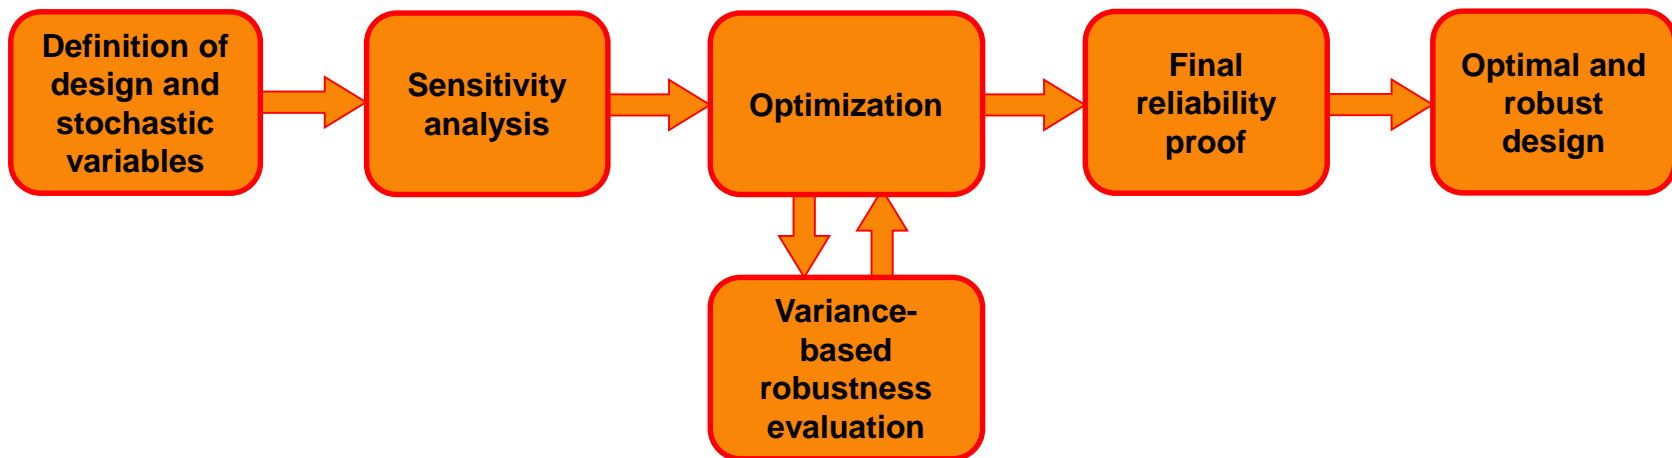 Definition of
design and
stochastic
variables
Sensitivity
analysis
Optimization
Final
reliability
proof
Optimal and
robust
design
Variance-
based
robustness
evaluation